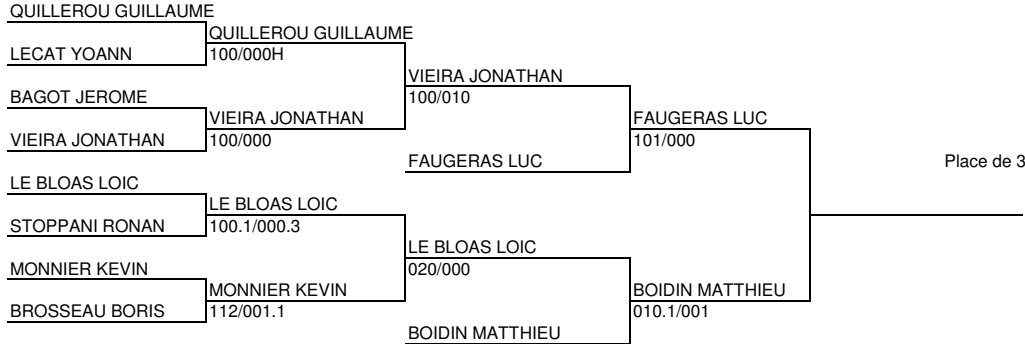 QUILLEROU GUILLAUME
LECAT YOANN
BAGOT JEROME
VIEIRA JONATHAN
LE BLOAS LOIC
STOPPANI RONAN
MONNIER KEVIN
BROSSEAU BORIS
QUILLEROU GUILLAUME
100/000H
VIEIRA JONATHAN
100/000
LE BLOAS LOIC
100.1/000.3
MONNIER KEVIN
112/001.1
VIEIRA JONATHAN
100/010
FAUGERAS LUC
LE BLOAS LOIC
020/000
BOIDIN MATTHIEU
FAUGERAS LUC
101/000
BOIDIN MATTHIEU
010.1/001
Place de 3